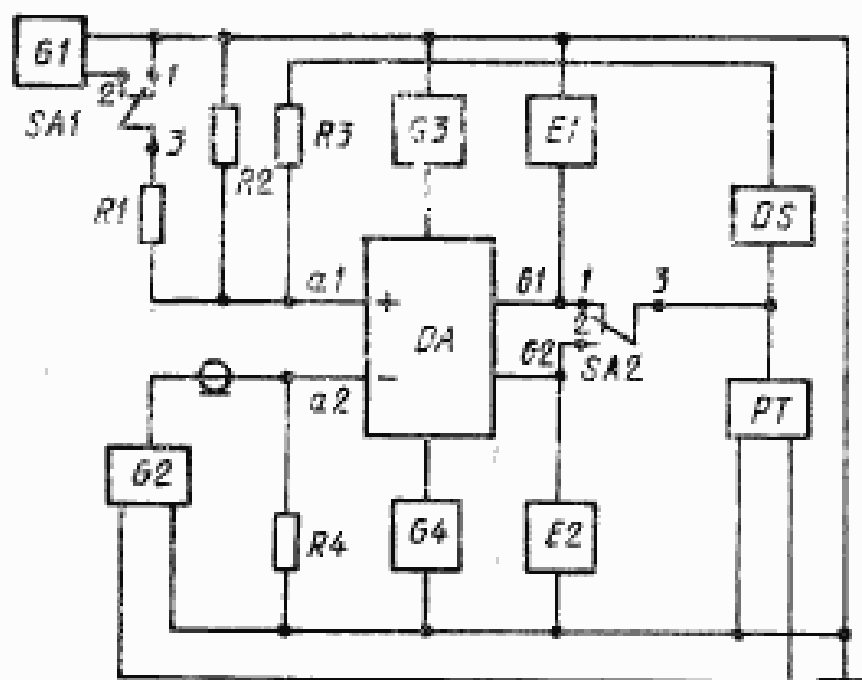 G1
1
2
SA1
3
R1
R2
R3
G3
E1
DS
a1
+
DA
б1
1
3
2
б2
SA2
−
a2
PT
G2
R4
G4
E2